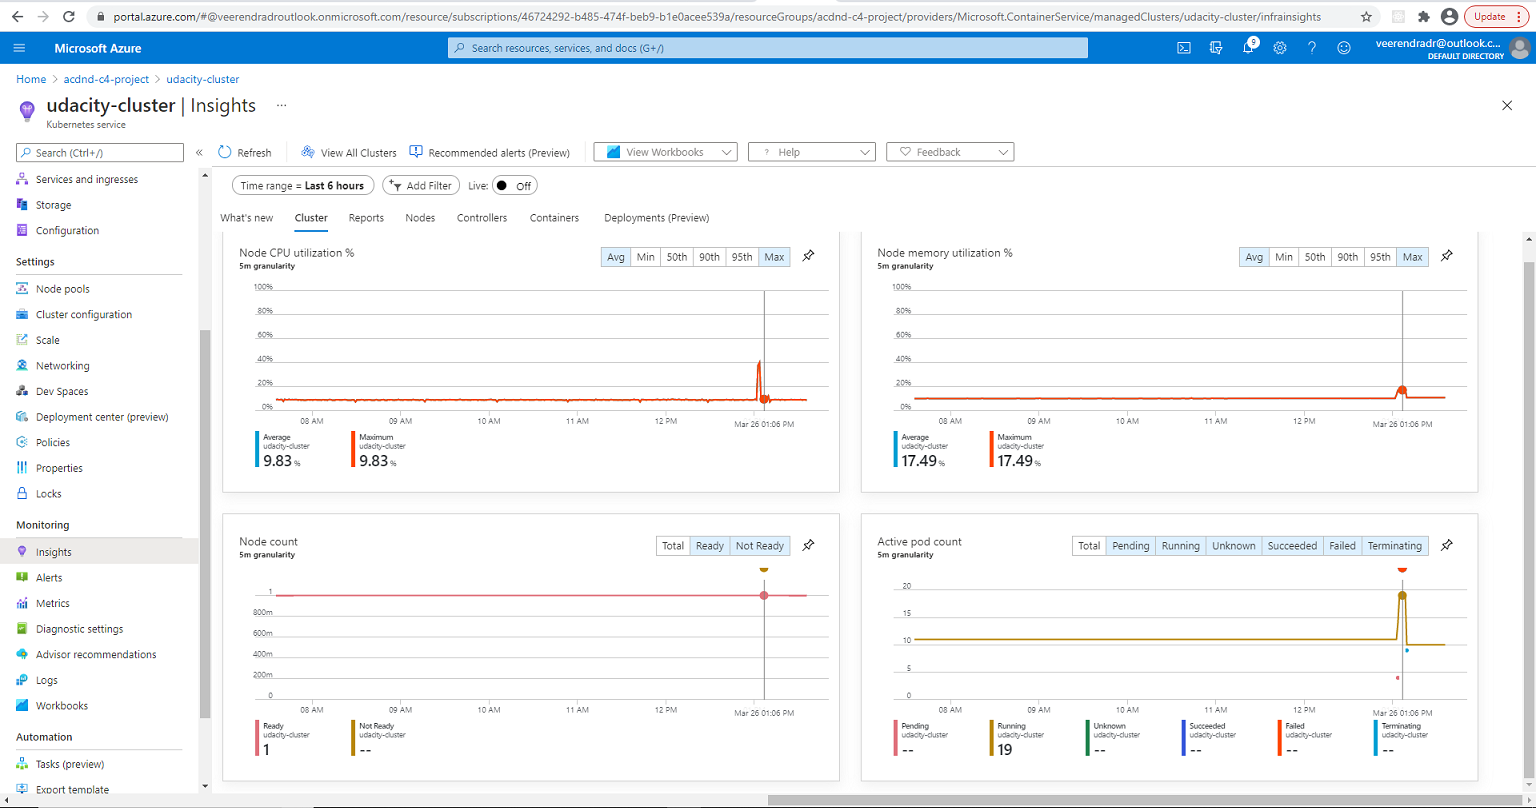 portal.azure.com/#@veerendradroutlook.onmicrosoft.com/resource/subscriptions/46724292-b485-474f-beb9-b1e0acee539a/resourceGroups/acdnd-c4-project/providers/Microsoft.ContainerService/managedClusters/udacity-cluster/infrainsights
Update
Microsoft Azure
Search resources, services, and docs (G+/)
9
veerendradr@outlook.c...
DEFAULT DIRECTORY
Home > acdnd-c4-project > udacity-cluster
udacity-cluster | Insights ...
Kubernetes service
Search (Ctrl+/)
«
Refresh
View All Clusters
Recommended alerts (Preview)
View Workbooks
? Help
Feedback
Services and ingresses
Storage
Configuration
Settings
Node pools
Cluster configuration
Scale
Networking
Dev Spaces
Deployment center (preview)
Policies
Properties
Locks
Monitoring
Insights
Alerts
Metrics
Diagnostic settings
Advisor recommendations
Logs
Workbooks
Automation
Tasks (preview)
Export template
Time range = Last 6 hours
Add Filter
Live: Off
What's new Cluster Reports Nodes Controllers Containers Deployments (Preview)
Node CPU utilization %
5m granularity
Avg Min 50th 90th 95th Max
100%
80%
60%
40%
20%
0%
08 AM 09 AM 10 AM 11 AM 12 PM Mar 26 01:06 PM
Average
udacity-cluster
9.83 %
Maximum
udacity-cluster
9.83 %
Node memory utilization %
5m granularity
Avg Min 50th 90th 95th Max
100%
80%
60%
40%
20%
0%
08 AM 09 AM 10 AM 11 AM 12 PM Mar 26 01:06 PM
Average
udacity-cluster
17.49 %
Maximum
udacity-cluster
17.49 %
Node count
5m granularity
Total Ready Not Ready
1
800m
600m
400m
200m
0
08 AM 09 AM 10 AM 11 AM 12 PM Mar 26 01:06 PM
Ready
udacity-cluster
1
Not Ready
udacity-cluster
--
Active pod count
5m granularity
Total Pending Running Unknown Succeeded Failed Terminating
20
15
10
5
0
08 AM 09 AM 10 AM 11 AM 12 PM Mar 26 01:06 PM
Pending
udacity-cluster
--
Running
udacity-cluster
19
Unknown
udacity-cluster
--
Succeeded
udacity-cluster
--
Failed
udacity-cluster
--
Terminating
udacity-cluster
--